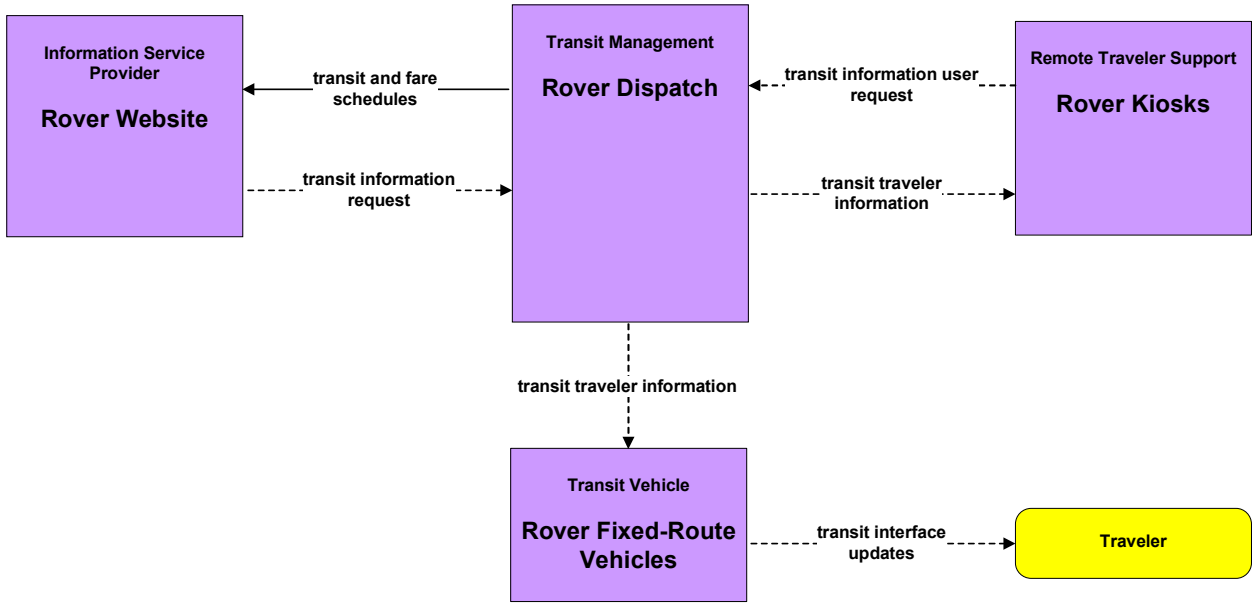 Information Service
Provider
Rover Website
transit and fare
schedules
transit information
request
Transit Management
Rover Dispatch
transit information user
request
transit traveler
information
Remote Traveler Support
Rover Kiosks
transit traveler information
Transit Vehicle
Rover Fixed-Route
Vehicles
transit interface
updates
Traveler